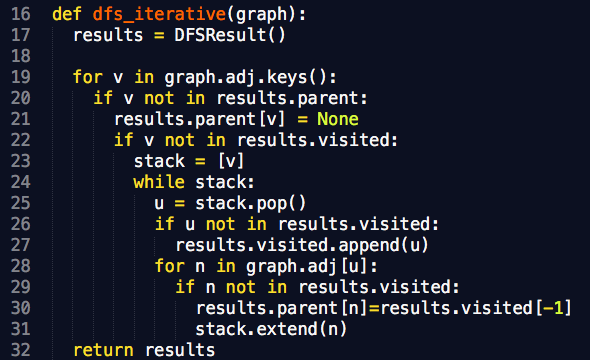 16 def dfs_iterative(graph):
17   results = DFSResult()
18
19   for v in graph.adj.keys():
20     if v not in results.parent:
21       results.parent[v] = None
22       if v not in results.visited:
23         stack = [v]
24         while stack:
25           u = stack.pop()
26           if u not in results.visited:
27             results.visited.append(u)
28           for n in graph.adj[u]:
29             if n not in results.visited:
30               results.parent[n]=results.visited[-1]
31               stack.extend(n)
32   return results